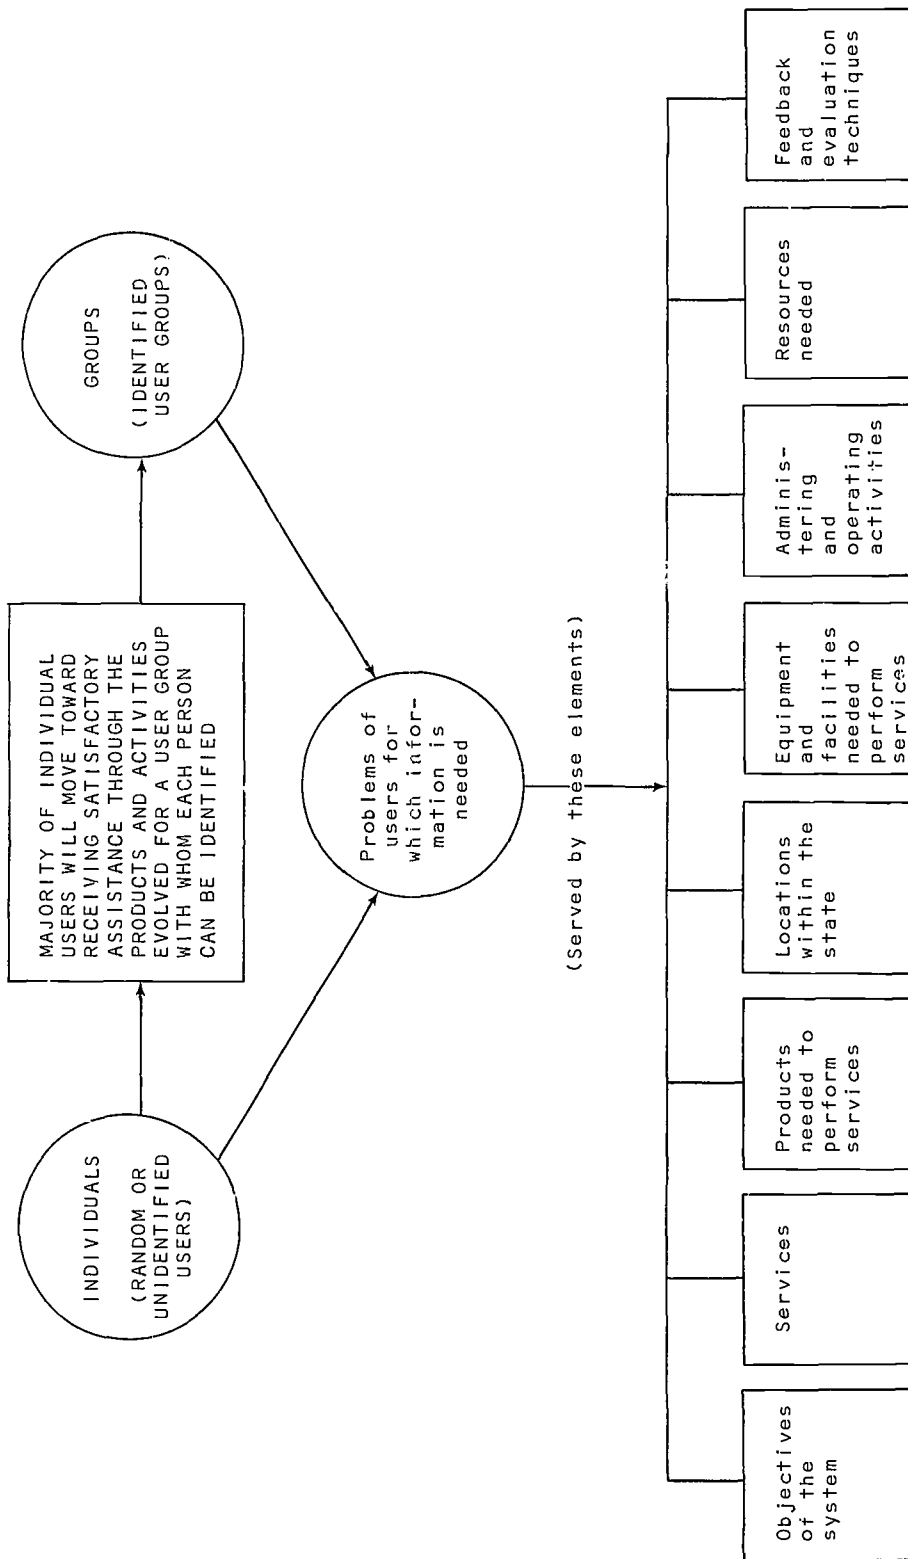 INDIVIDUALS
(RANDOM OR
UNIDENTIFIED
USERS)
MAJORITY OF INDIVIDUAL
USERS WILL MOVE TOWARD
RECEIVING SATISFACTORY
ASSISTANCE THROUGH THE
PRODUCTS AND ACTIVITIES
EVOLVED FOR A USER GROUP
WITH WHOM EACH PERSON
CAN BE IDENTIFIED
GROUPS
(IDENTIFIED
USER GROUPS)
Problems of
users for
which infor-
mation is
needed
(Served by these elements)
Objectives
of the
system
Services
Products
needed to
perform
services
Locations
within the
state
Equipment
and
facilities
needed to
perform
services
Adminis-
tering
and
operating
activities
Resources
needed
Feedback
and
evaluation
techniques